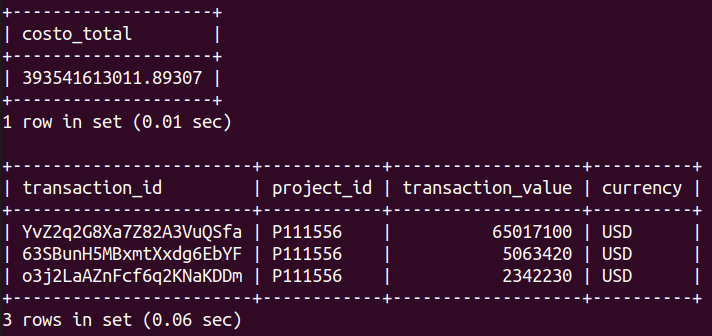 +--------------------+
| costo_total        |
+--------------------+
| 393541613011.89307 |
+--------------------+
1 row in set (0.01 sec)

+------------------------+------------+-------------------+----------+
| transaction_id         | project_id | transaction_value | currency |
+------------------------+------------+-------------------+----------+
| YvZ2q2G8Xa7Z82A3VuQSfa | P111556    |          65017100 | USD      |
| 63SBunH5MBxmtXxdg6EbYF | P111556    |           5063420 | USD      |
| o3j2LaAZnFcf6q2KNaKDDm | P111556    |           2342230 | USD      |
+------------------------+------------+-------------------+----------+
3 rows in set (0.06 sec)